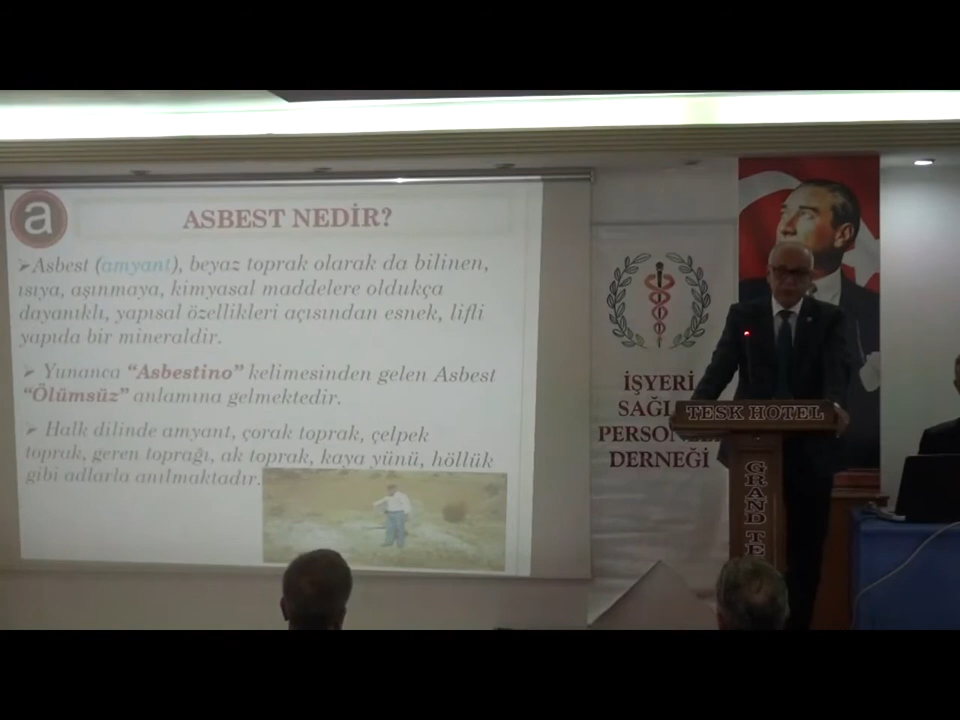 a
ASBEST NEDİR?
➢Asbest (amyant), beyaz toprak olarak da bilinen,
ısıya, aşınmaya, kimyasal maddelere oldukça
dayanıklı, yapısal özellikleri açısından esnek, lifli
yapıda bir mineraldir.
➢ Yunanca “Asbestino” kelimesinden gelen Asbest
“Ölümsüz” anlamına gelmektedir.
➢ Halk dilinde amyant, çorak toprak, çelpek
toprak, geren toprağı, ak toprak, kaya yünü, höllük
gibi adlarla anılmaktadır.
İŞYERİ
SAĞL
PERSONEL
DERNEĞİ
TESK HOTEL
GRAND TE